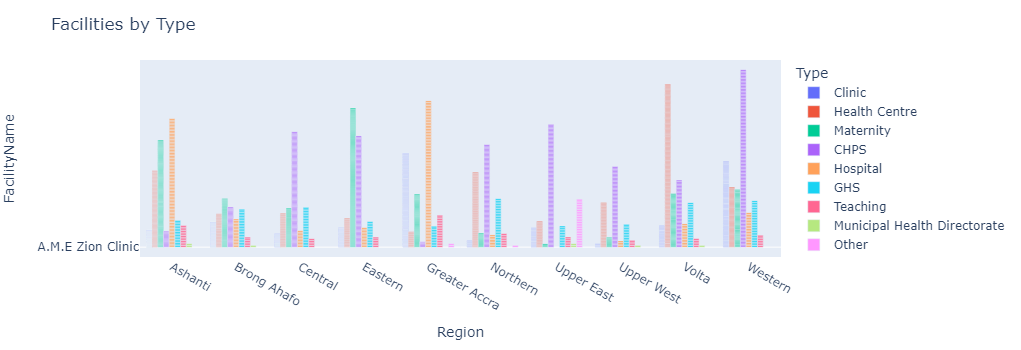 Facilities by Type
FacilityName
A.M.E Zion Clinic
Ashanti
Brong Ahafo
Central
Eastern
Greater Accra
Northern
Upper East
Upper West
Volta
Western
Region
Type
Clinic
Health Centre
Maternity
CHPS
Hospital
GHS
Teaching
Municipal Health Directorate
Other